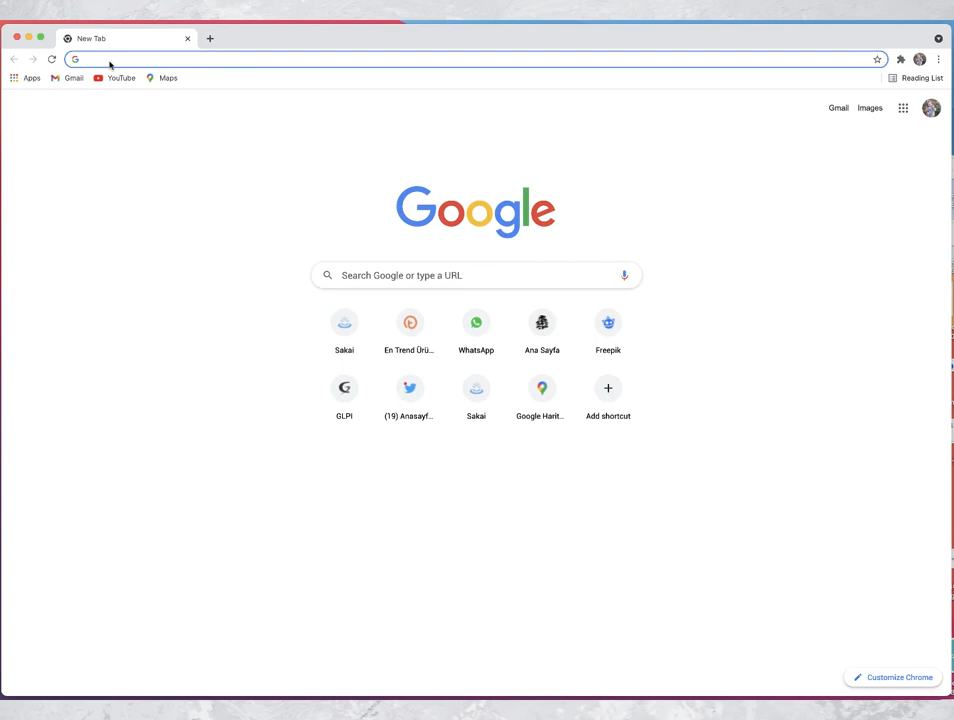 New Tab
Apps Gmail YouTube Maps Reading List
Gmail Images
Google
Search Google or type a URL
Sakai En Trend Ürü... WhatsApp Ana Sayfa Freepik
GLPI (19) Anasayf... Sakai Google Harit... Add shortcut
Customize Chrome